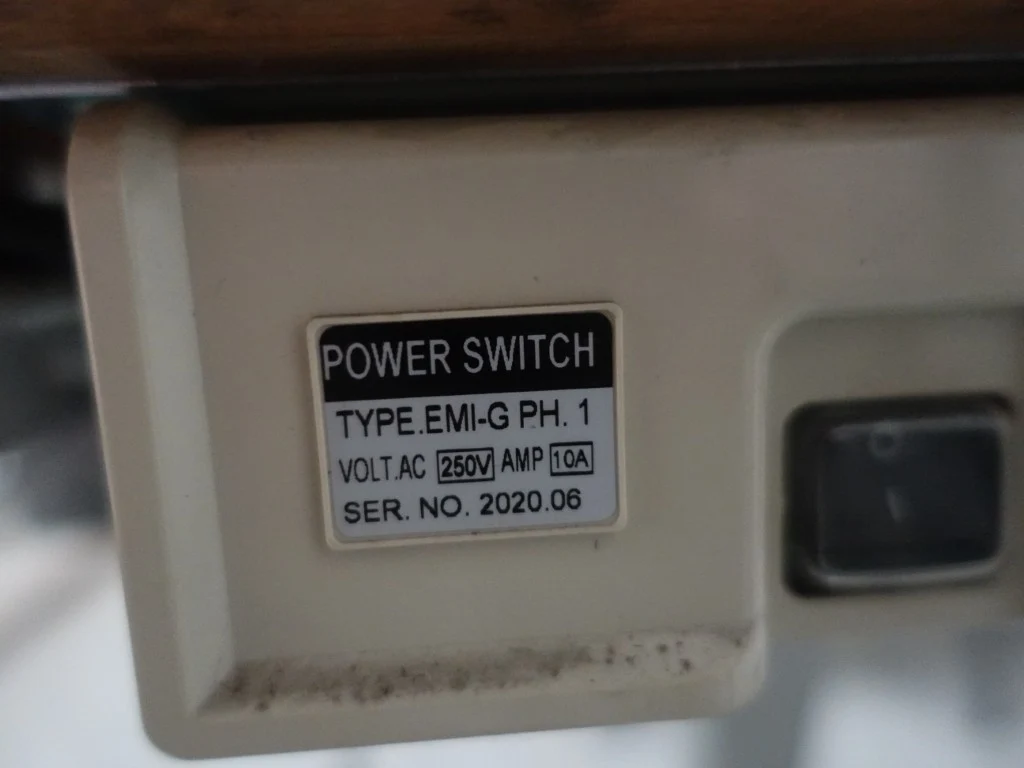 POWER SWITCH
TYPE.EMI-G PH. 1
VOLT.AC 250V AMP 10A
SER. NO. 2020.06